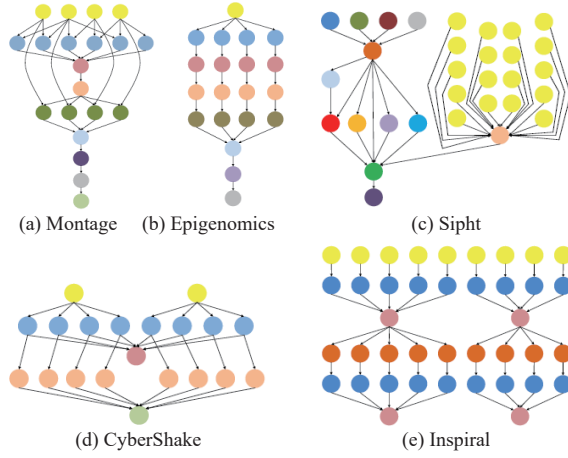 (a) Montage
(b) Epigenomics
(c) Sipht
(d) CyberShake
(e) Inspiral